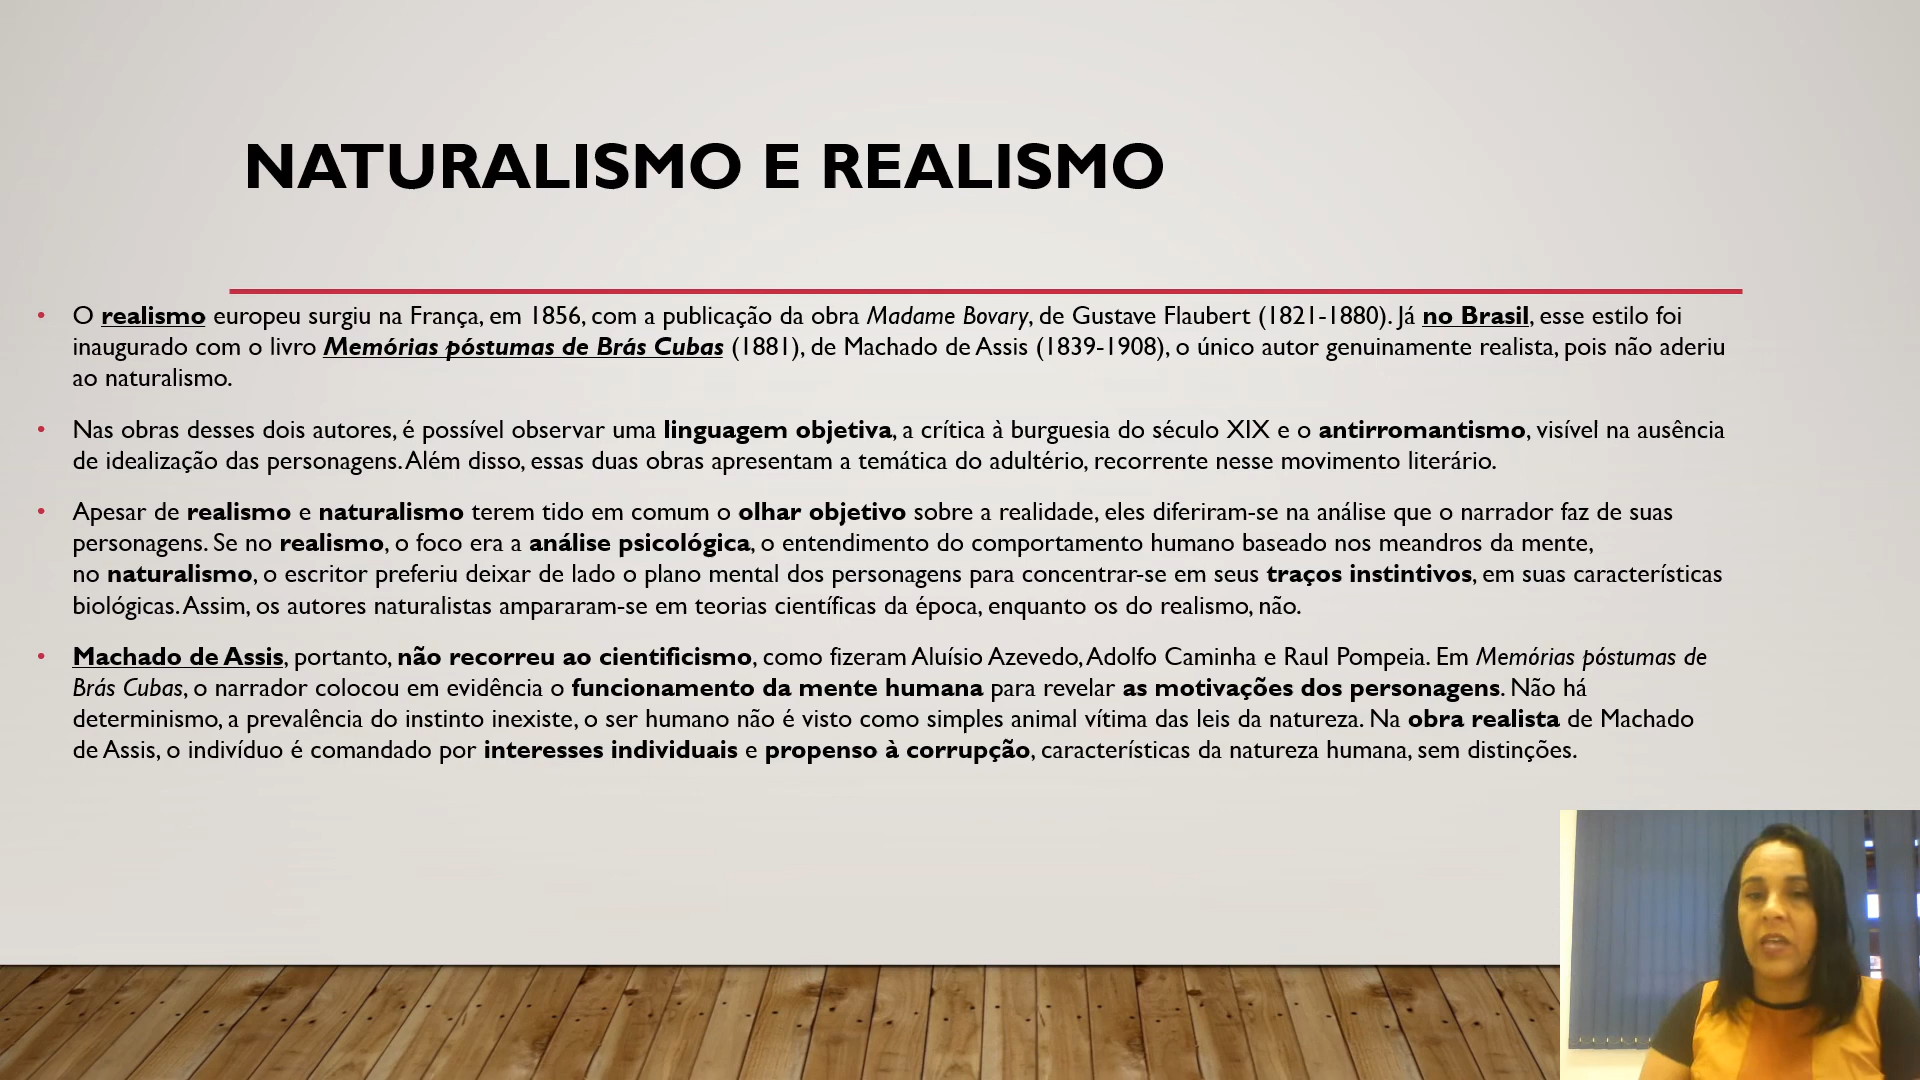 NATURALISMO E REALISMO
• O realismo europeu surgiu na França, em 1856, com a publicação da obra Madame Bovary, de Gustave Flaubert (1821-1880). Já no Brasil, esse estilo foi
inaugurado com o livro Memórias póstumas de Brás Cubas (1881), de Machado de Assis (1839-1908), o único autor genuinamente realista, pois não aderiu
ao naturalismo.
• Nas obras desses dois autores, é possível observar uma linguagem objetiva, a crítica à burguesia do século XIX e o antirromantismo, visível na ausência
de idealização das personagens. Além disso, essas duas obras apresentam a temática do adultério, recorrente nesse movimento literário.
• Apesar de realismo e naturalismo terem tido em comum o olhar objetivo sobre a realidade, eles diferiram-se na análise que o narrador faz de suas
personagens. Se no realismo, o foco era a análise psicológica, o entendimento do comportamento humano baseado nos meandros da mente,
no naturalismo, o escritor preferiu deixar de lado o plano mental dos personagens para concentrar-se em seus traços instintivos, em suas características
biológicas. Assim, os autores naturalistas ampararam-se em teorias científicas da época, enquanto os do realismo, não.
• Machado de Assis, portanto, não recorreu ao cientificismo, como fizeram Aluísio Azevedo, Adolfo Caminha e Raul Pompeia. Em Memórias póstumas de
Brás Cubas, o narrador colocou em evidência o funcionamento da mente humana para revelar as motivações dos personagens. Não há
determinismo, a prevalência do instinto inexiste, o ser humano não é visto como simples animal vítima das leis da natureza. Na obra realista de Machado
de Assis, o indivíduo é comandado por interesses individuais e propenso à corrupção, características da natureza humana, sem distinções.